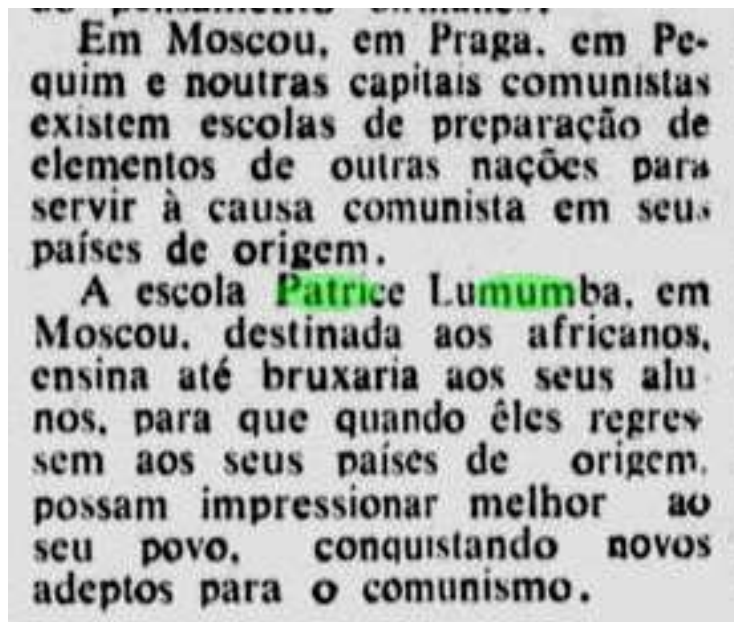 do pensamento
Em Moscou, em Praga, em Pe-
quim e noutras capitais comunistas
existem escolas de preparação de
elementos de outras nações para
servir à causa comunista em seus
países de origem.
A escola Patrice Lumumba, em
Moscou, destinada aos africanos,
ensina até bruxaria aos seus alu
nos, para que quando êles regres
sem aos seus países de origem,
possam impressionar melhor ao
seu povo, conquistando novos
adeptos para o comunismo.